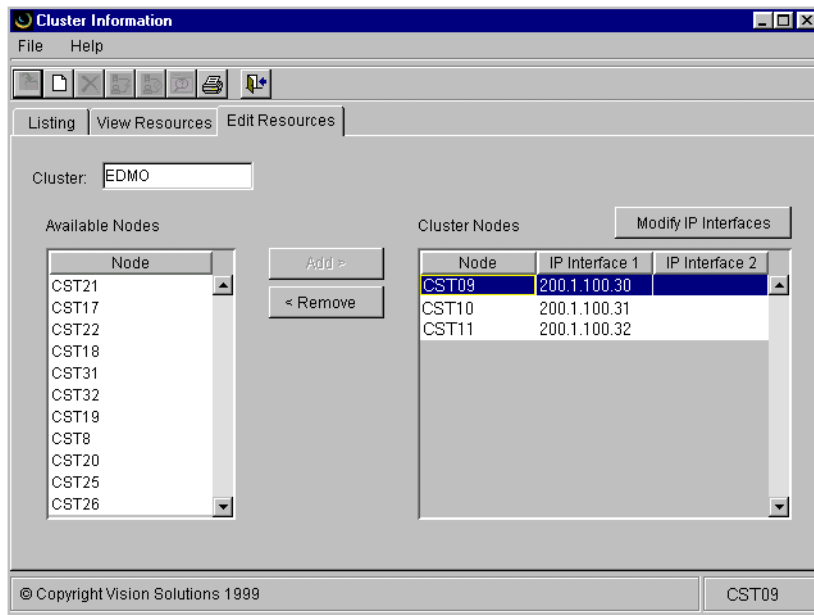 Cluster Information
File Help
Listing View Resources Edit Resources
Cluster: EDMO
Available Nodes
Node
CST21
CST17
CST22
CST18
CST31
CST32
CST19
CST8
CST20
CST25
CST26
Add >
< Remove
Cluster Nodes Modify IP Interfaces
Node IP Interface 1 IP Interface 2
CST09 200.1.100.30
CST10 200.1.100.31
CST11 200.1.100.32
© Copyright Vision Solutions 1999 CST09